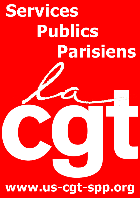 Services
Publics
Parisiens
la
cgt
www.us-cgt-spp.org